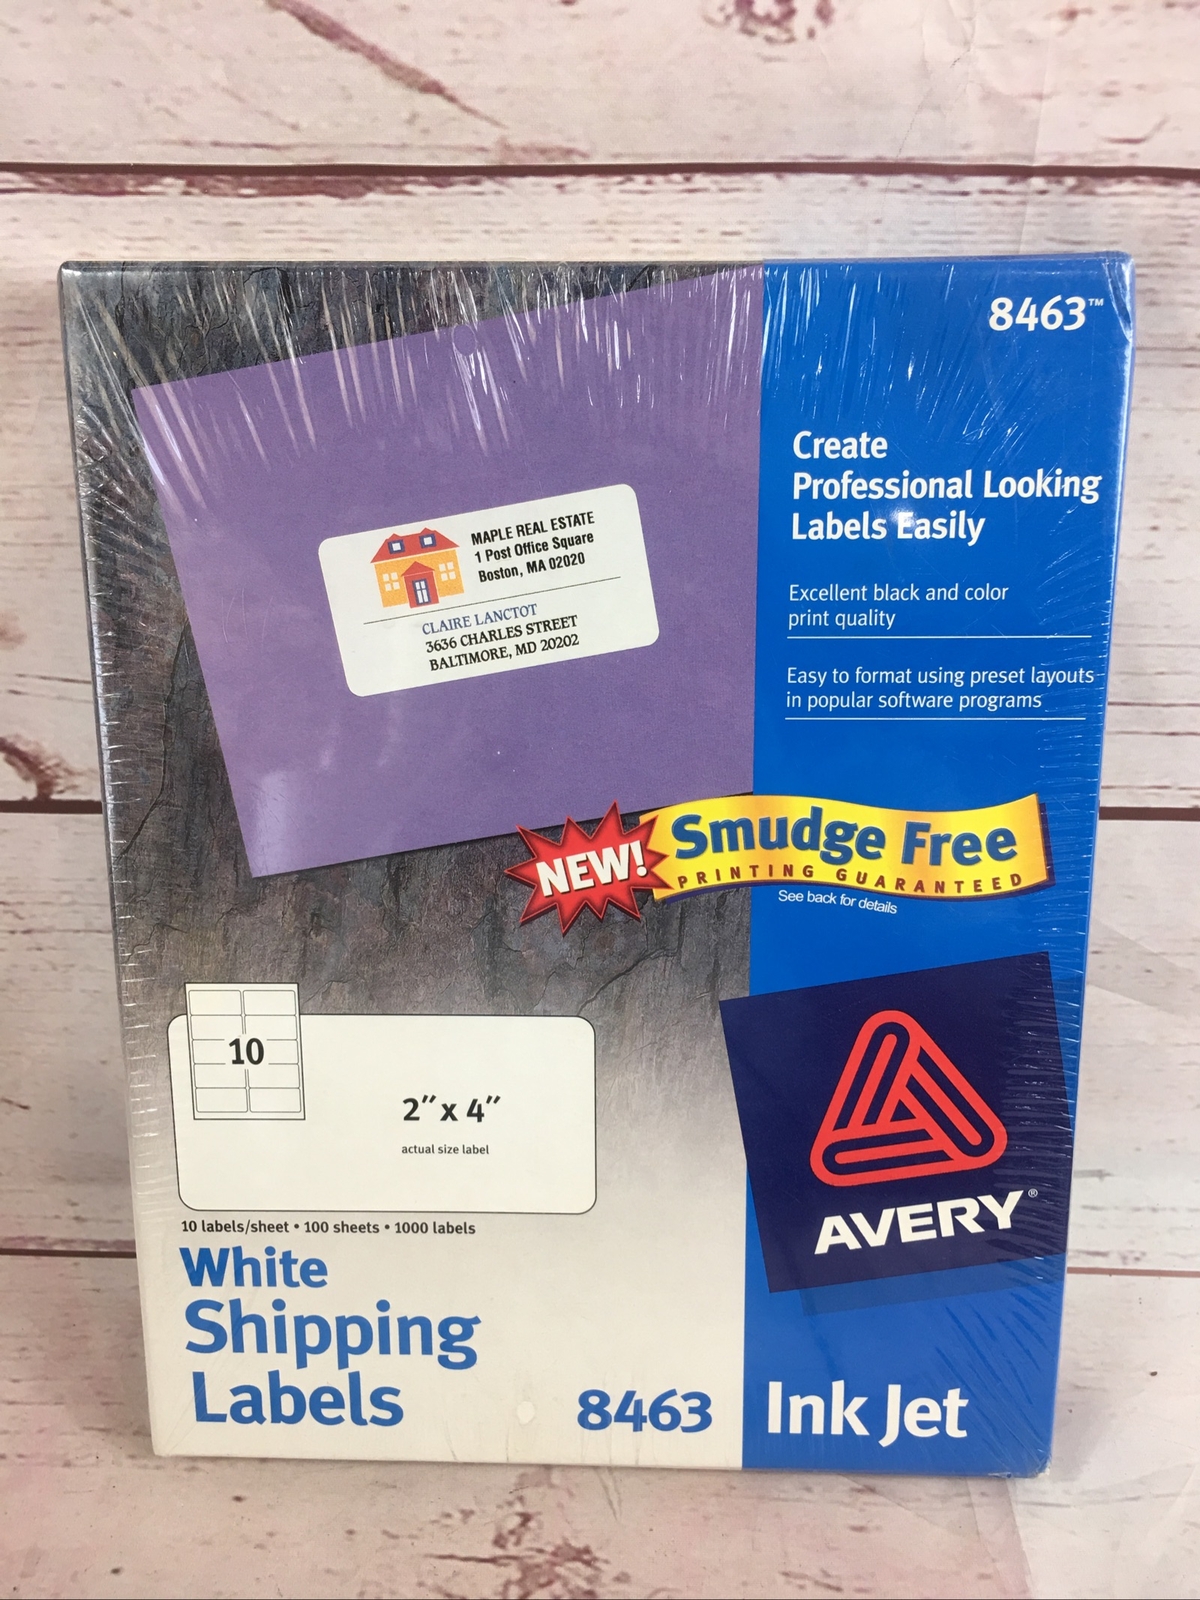 8463™
Create
Professional Looking
Labels Easily
Excellent black and color
print quality
Easy to format using preset layouts
in popular software programs
MAPLE REAL ESTATE
1 Post Office Square
Boston, MA 02020
CLAIRE LANCTOT
3636 CHARLES STREET
BALTIMORE, MD 20202
NEW!
Smudge Free
PRINTING GUARANTEED
See back for details
10
2" x 4"
actual size label
10 labels/sheet • 100 sheets • 1000 labels
White
Shipping
Labels
8463
AVERY®
Ink Jet